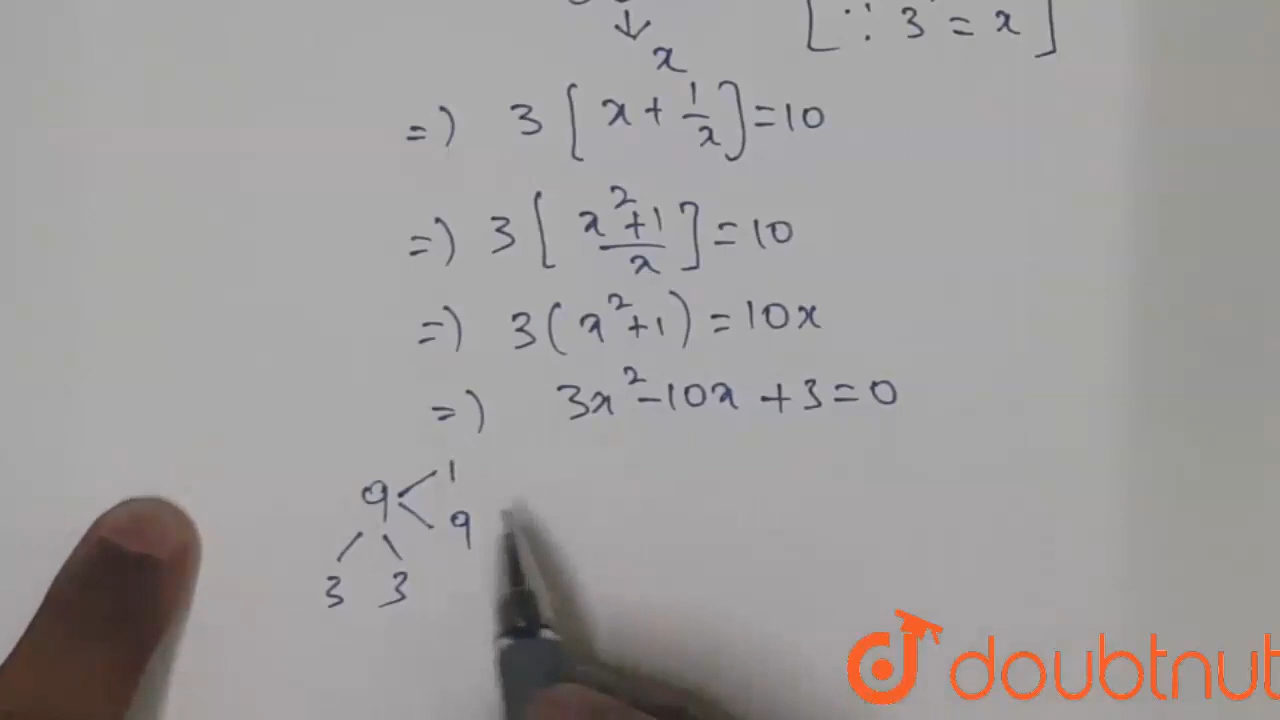 ↓
x [∵ 3 = x]
=) 3 [x + 1/x] = 10
=) 3 [x²+1/x] = 10
=) 3(x²+1) = 10x
=) 3x²-10x+3=0
9 < 1
9
3 3
doubtnut